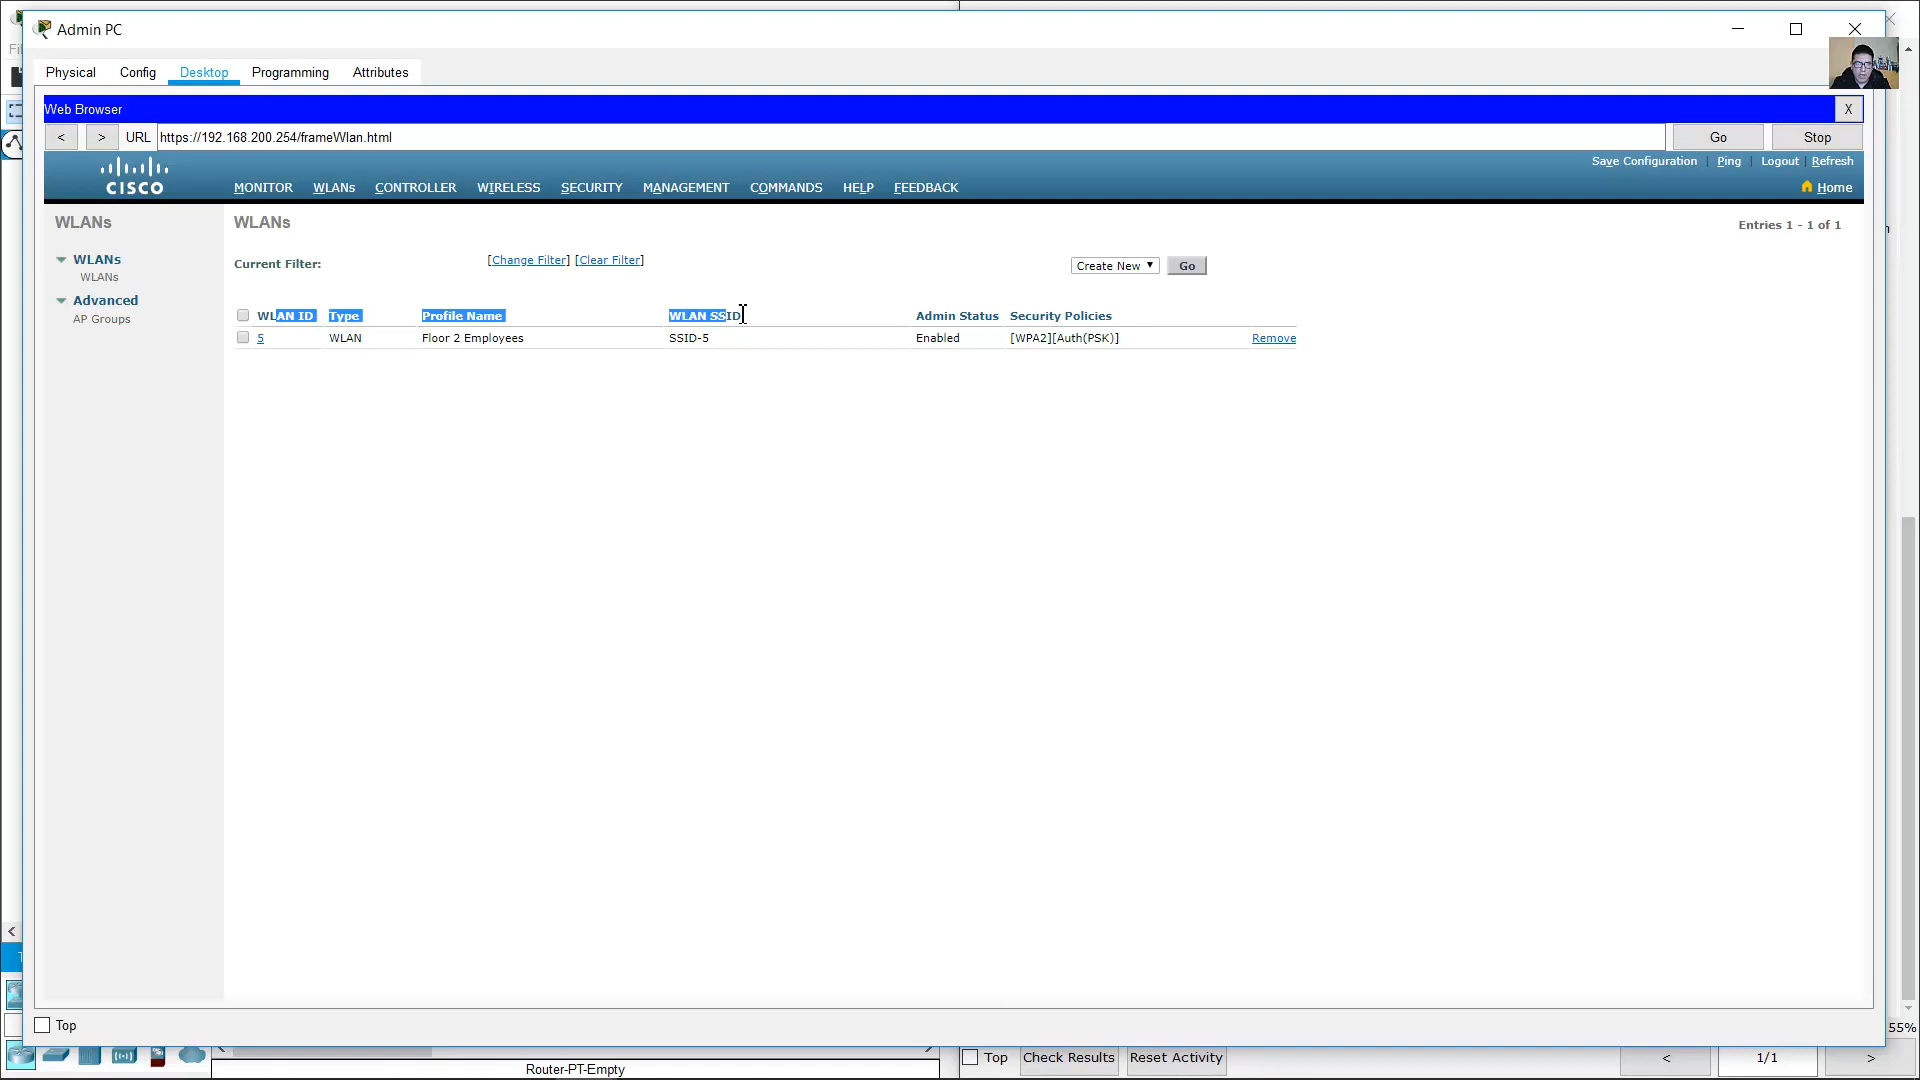 Admin PC
Physical Config Desktop Programming Attributes
Web Browser X
< > URL https://192.168.200.254/frameWlan.html Go Stop
Save Configuration | Ping | Logout | Refresh
CISCO MONITOR WLANs CONTROLLER WIRELESS SECURITY MANAGEMENT COMMANDS HELP FEEDBACK Home
WLANs
WLANs
WLANs
Advanced
AP Groups
WLANs Entries 1 - 1 of 1
Current Filter: [Change Filter] [Clear Filter] Create New Go
WLAN ID Type Profile Name WLAN SSID Admin Status Security Policies
5 WLAN Floor 2 Employees SSID-5 Enabled [WPA2][Auth(PSK)] Remove
Top
55%
Top Check Results Reset Activity < 1/1 >
Router-PT-Empty